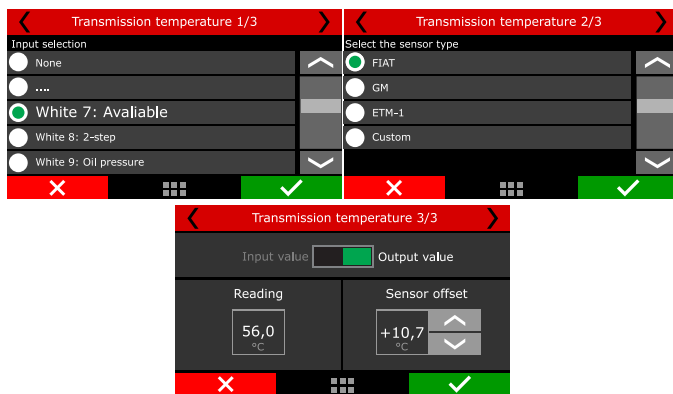 Transmission temperature 1/3
Input selection
None
....
White 7: Avaliable
White 8: 2-step
White 9: Oil pressure
Transmission temperature 2/3
Select the sensor type
FIAT
GM
ETM-1
Custom
Transmission temperature 3/3
Input value Output value
Reading
56,0
°C
Sensor offset
+10,7
°C